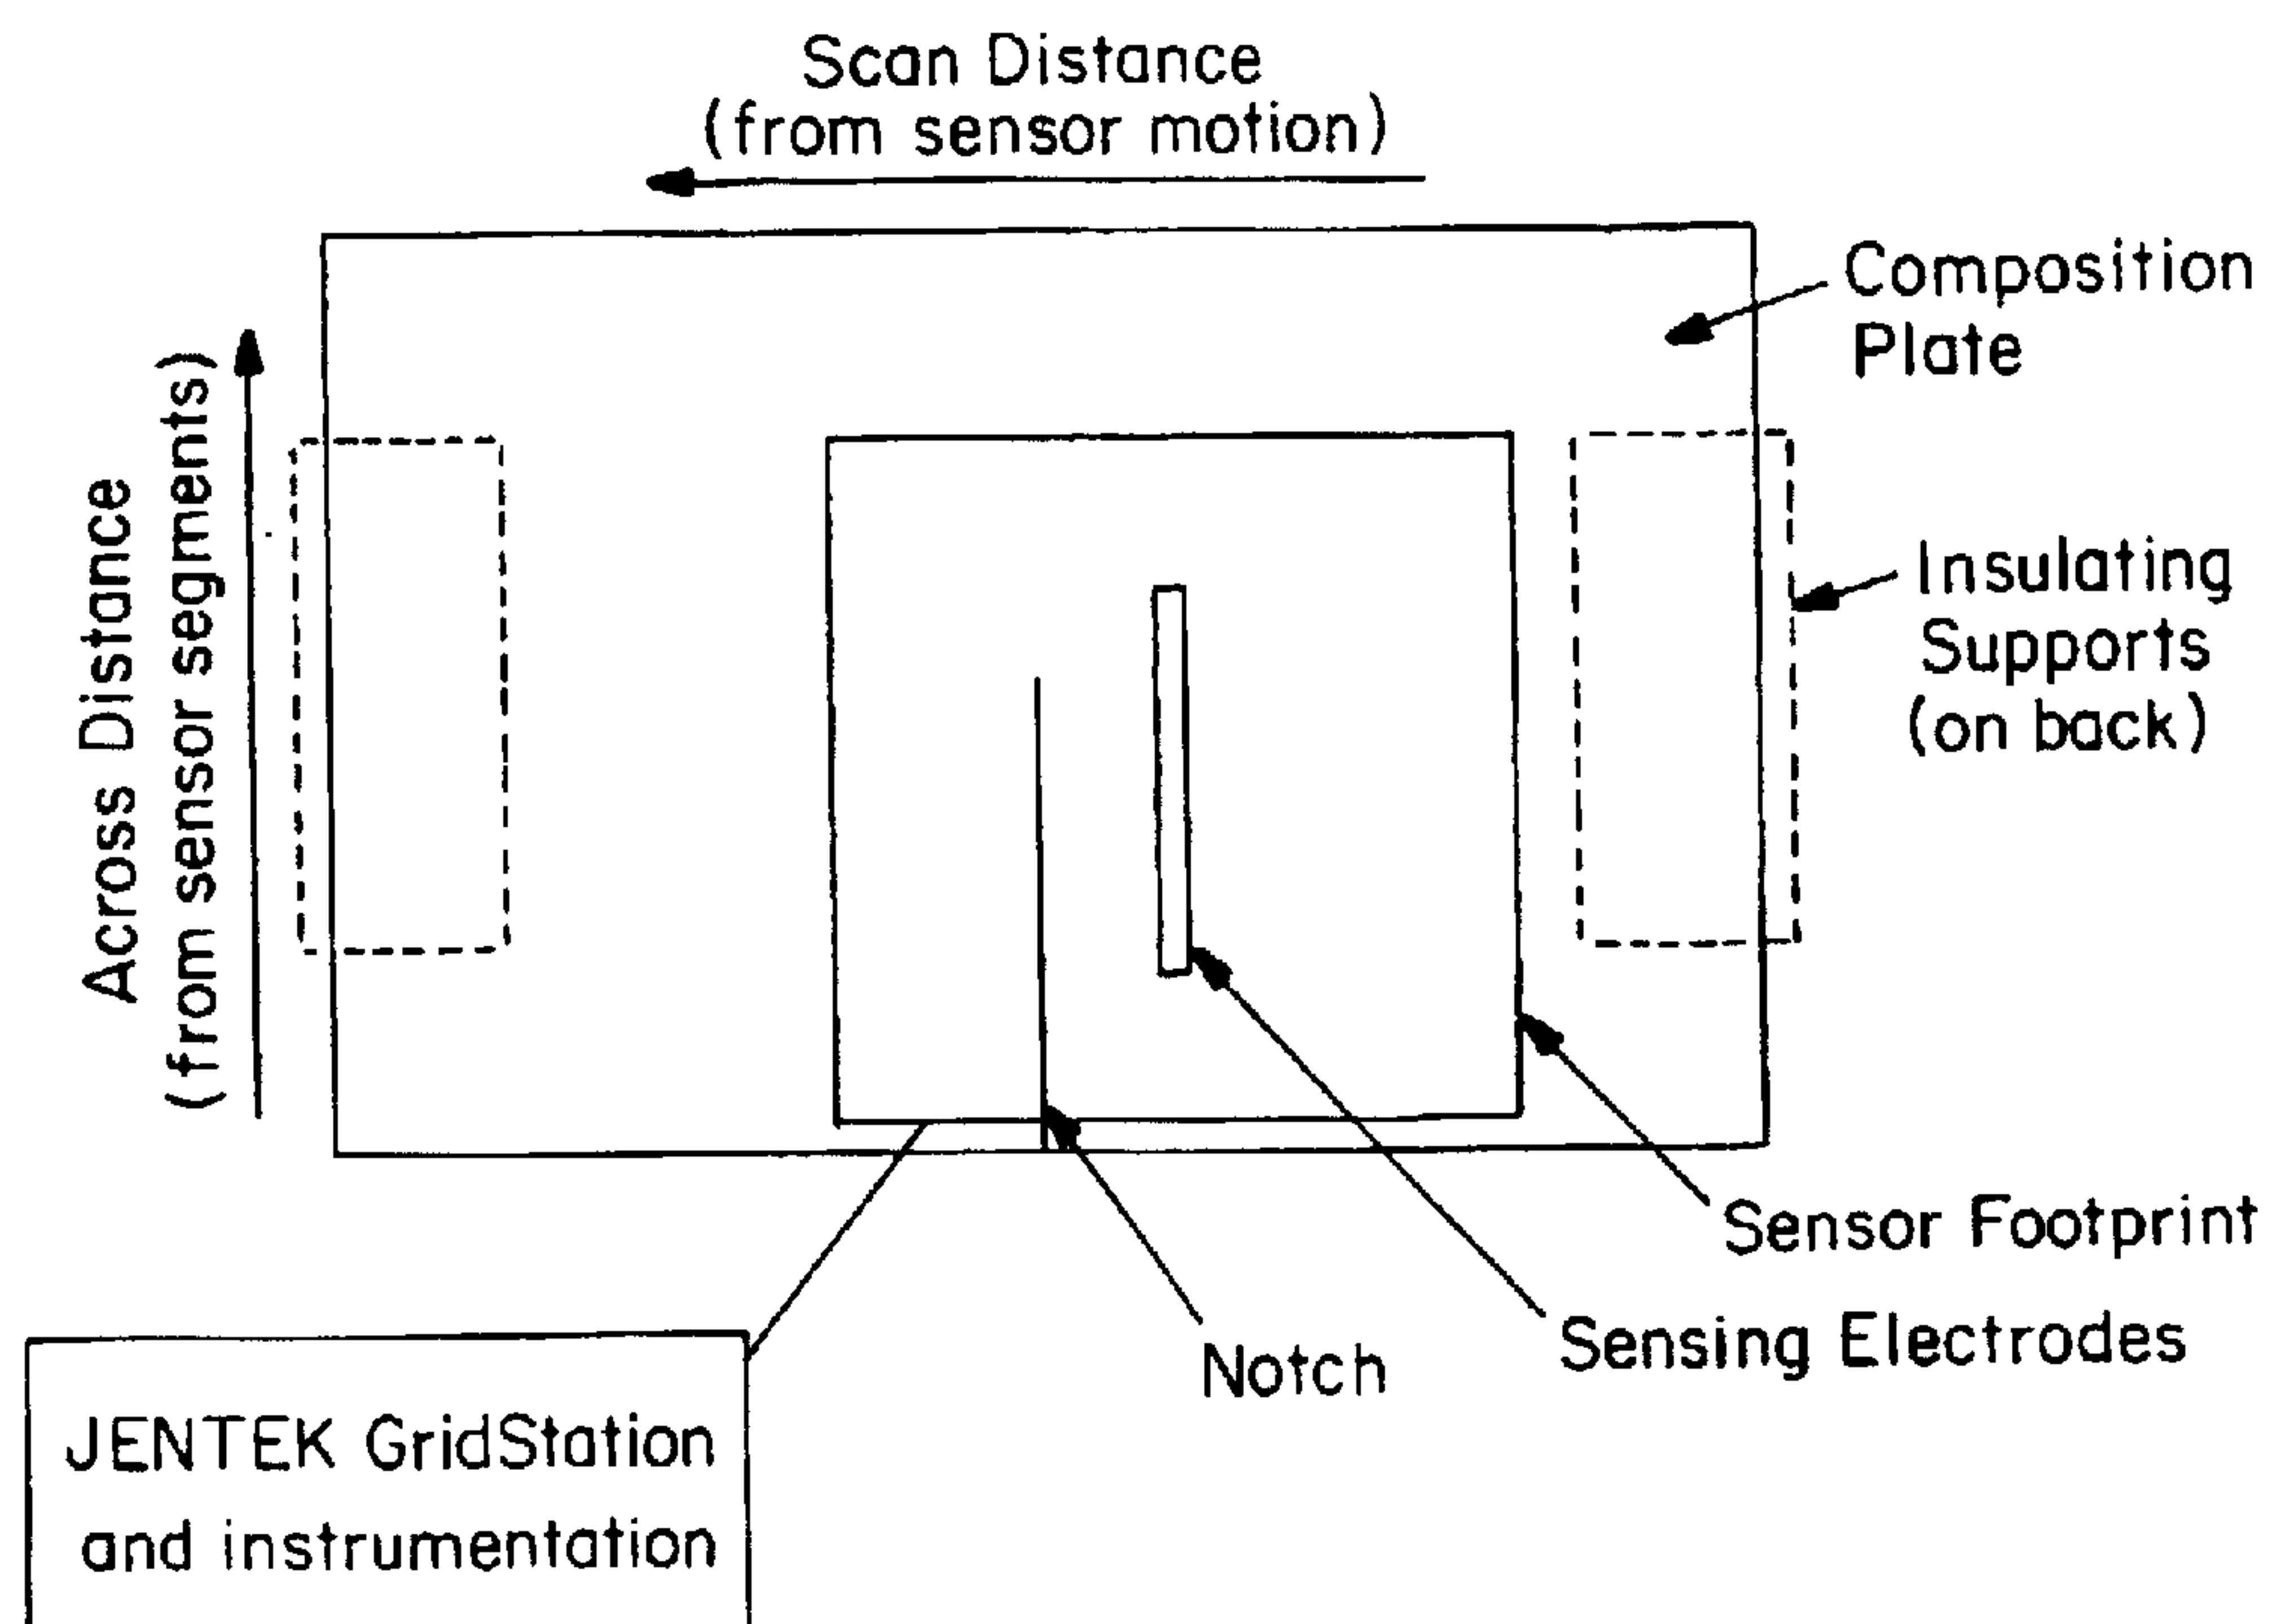 Scan Distance
(from sensor motion)
Composition
Plate
Across Distance
(from sensor segments)
Insulating
Supports
(on back)
Sensor Footprint
Sensing Electrodes
Notch
JENTEK GridStation
and instrumentation